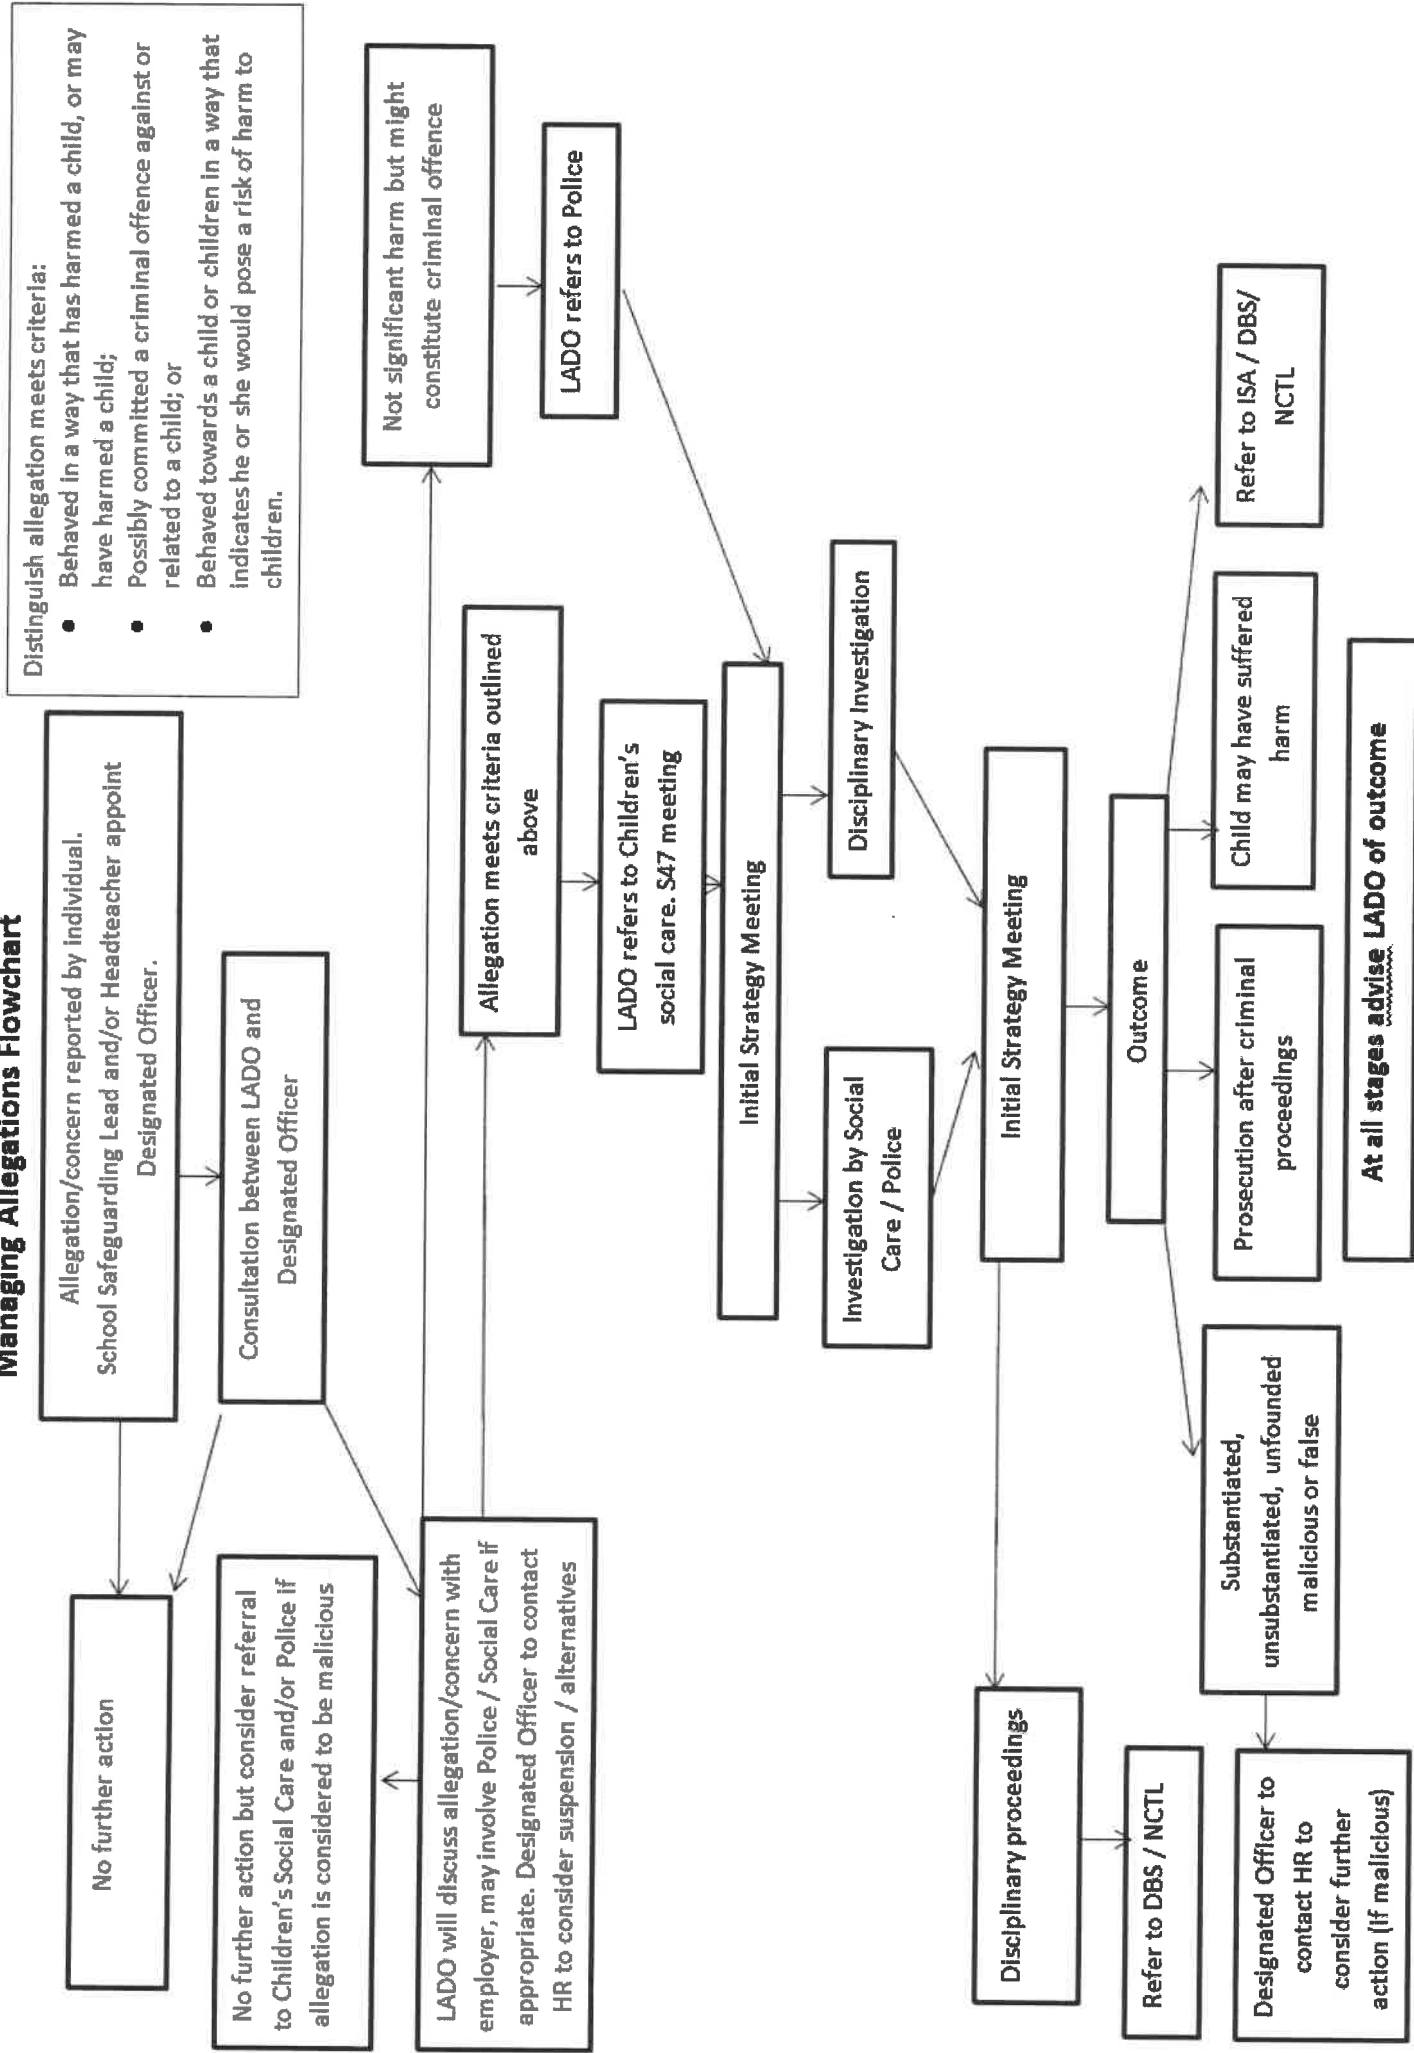 Managing Allegations Flowchart
Distinguish allegation meets criteria:
• Behaved in a way that has harmed a child, or may
have harmed a child;
• Possibly committed a criminal offence against or
related to a child; or
• Behaved towards a child or children in a way that
indicates he or she would pose a risk of harm to
children.
Allegation/concern reported by individual.
School Safeguarding Lead and/or Headteacher appoint
Designated Officer.
No further action
Consultation between LADO and
Designated Officer
No further action but consider referral
to Children's Social Care and/or Police if
allegation is considered to be malicious
LADO will discuss allegation/concern with
employer, may involve Police / Social Care if
appropriate. Designated Officer to contact
HR to consider suspension / alternatives
Not significant harm but might
constitute criminal offence
LADO refers to Police
Allegation meets criteria outlined
above
LADO refers to Children's
social care. S47 meeting
Initial Strategy Meeting
Investigation by Social
Care / Police
Disciplinary Investigation
Initial Strategy Meeting
Disciplinary proceedings
Refer to DBS / NCTL
Outcome
Substantiated,
unsubstantiated, unfounded
malicious or false
Prosecution after criminal
proceedings
Child may have suffered
harm
Refer to ISA / DBS/
NCTL
Designated Officer to
contact HR to
consider further
action (If malicious)
At all stages advise LADO of outcome